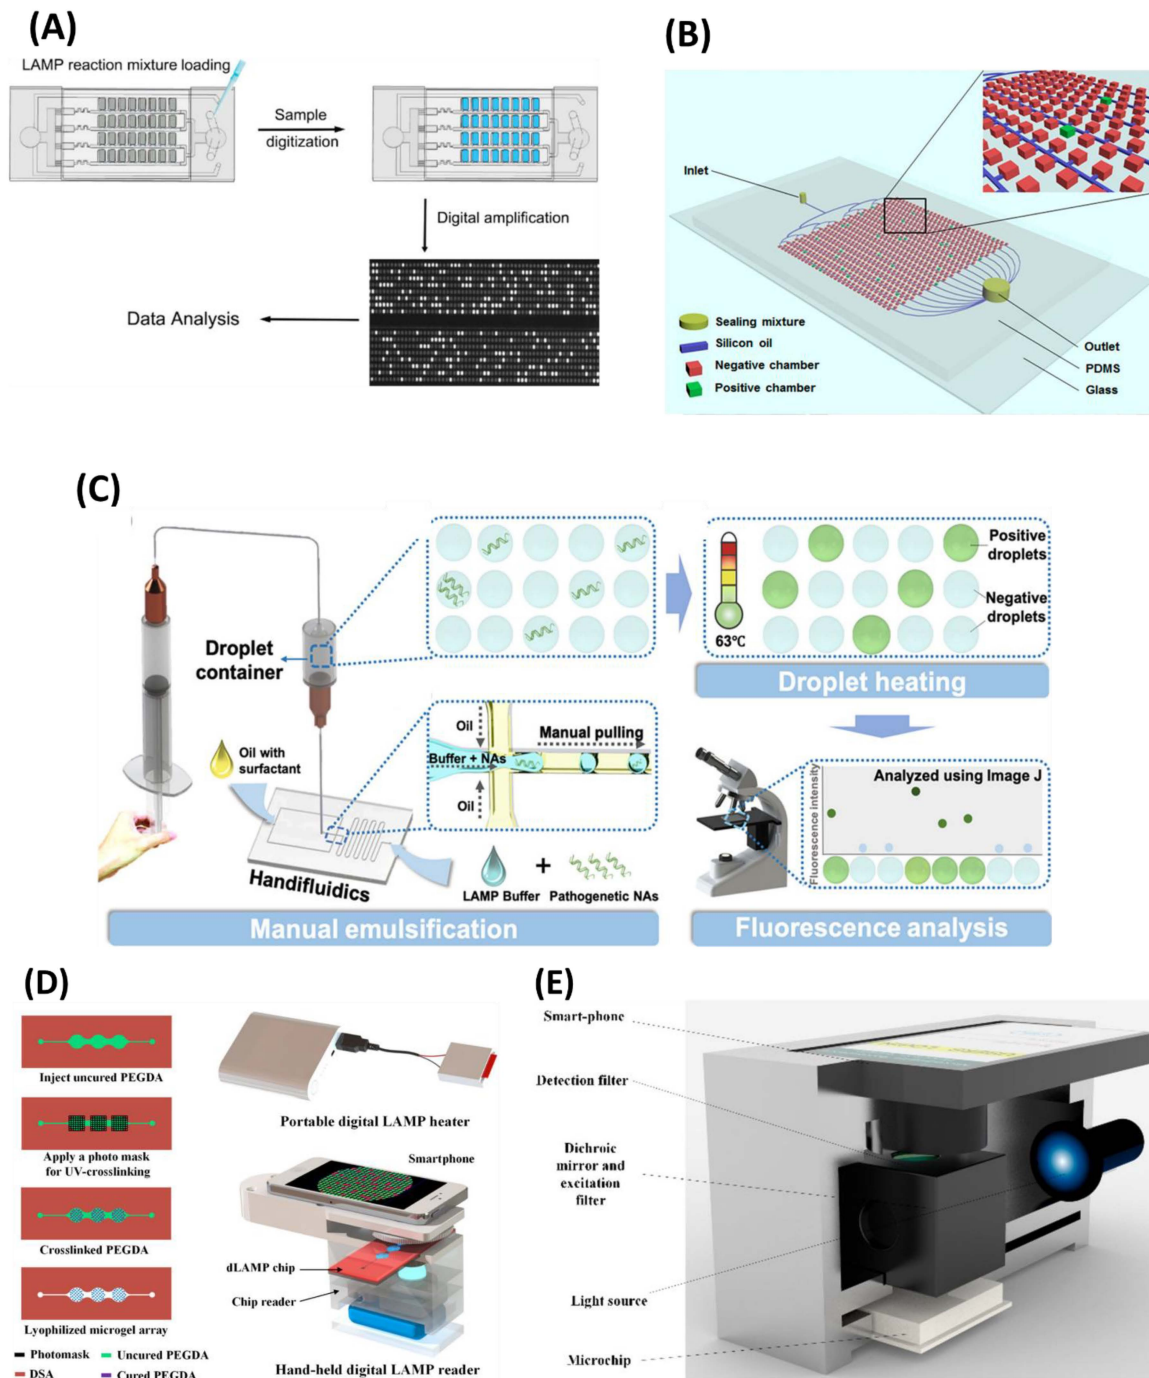 (A)
LAMP reaction mixture loading
Sample
digitization
Digital amplification
Data Analysis
(B)
Inlet
Sealing mixture
Silicon oil
Negative chamber
Positive chamber
Outlet
PDMS
Glass
(C)
Droplet
container
Oil with
surfactant
Handifluidics
Oil
Manual pulling
Buffer + NAs
Oil
+
LAMP Buffer
Pathogenetic NAs
Manual emulsification
63℃
Positive
droplets
Negative
droplets
Droplet heating
Analyzed using Image J
Fluorescence intensity
Fluorescence analysis
(D)
Inject uncured PEGDA
Apply a photo mask
for UV-crosslinking
Crosslinked PEGDA
Lyophilized microgel array
Photomask
Uncured PEGDA
DSA
Cured PEGDA
Portable digital LAMP heater
Smartphone
dLAMP chip
Chip reader
Hand-held digital LAMP reader
(E)
Smart-phone
Detection filter
Dichroic
mirror and
excitation
filter
Light source
Microchip